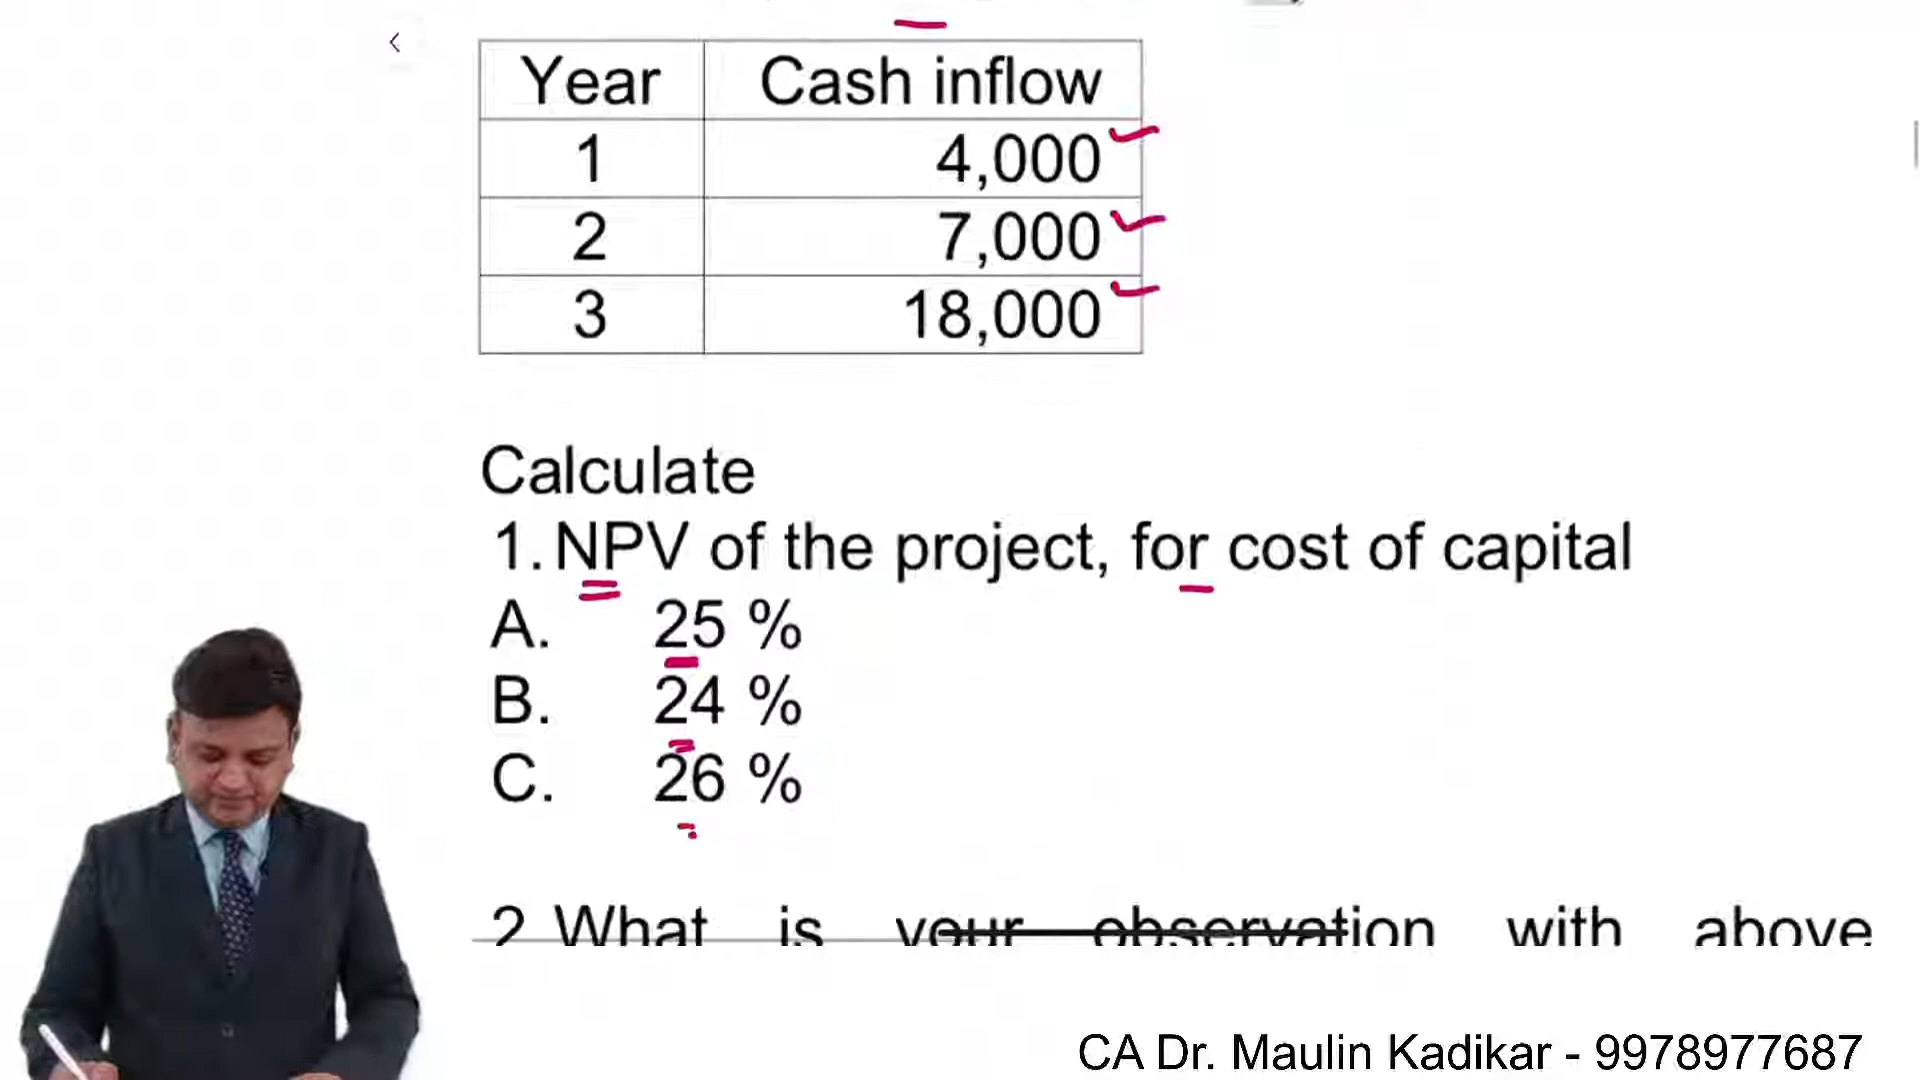 Year Cash inflow
1 4,000
2 7,000
3 18,000
Calculate
1. NPV of the project, for cost of capital
A. 25 %
B. 24 %
C. 26 %
2 What is your observation with above
CA Dr. Maulin Kadikar - 9978977687